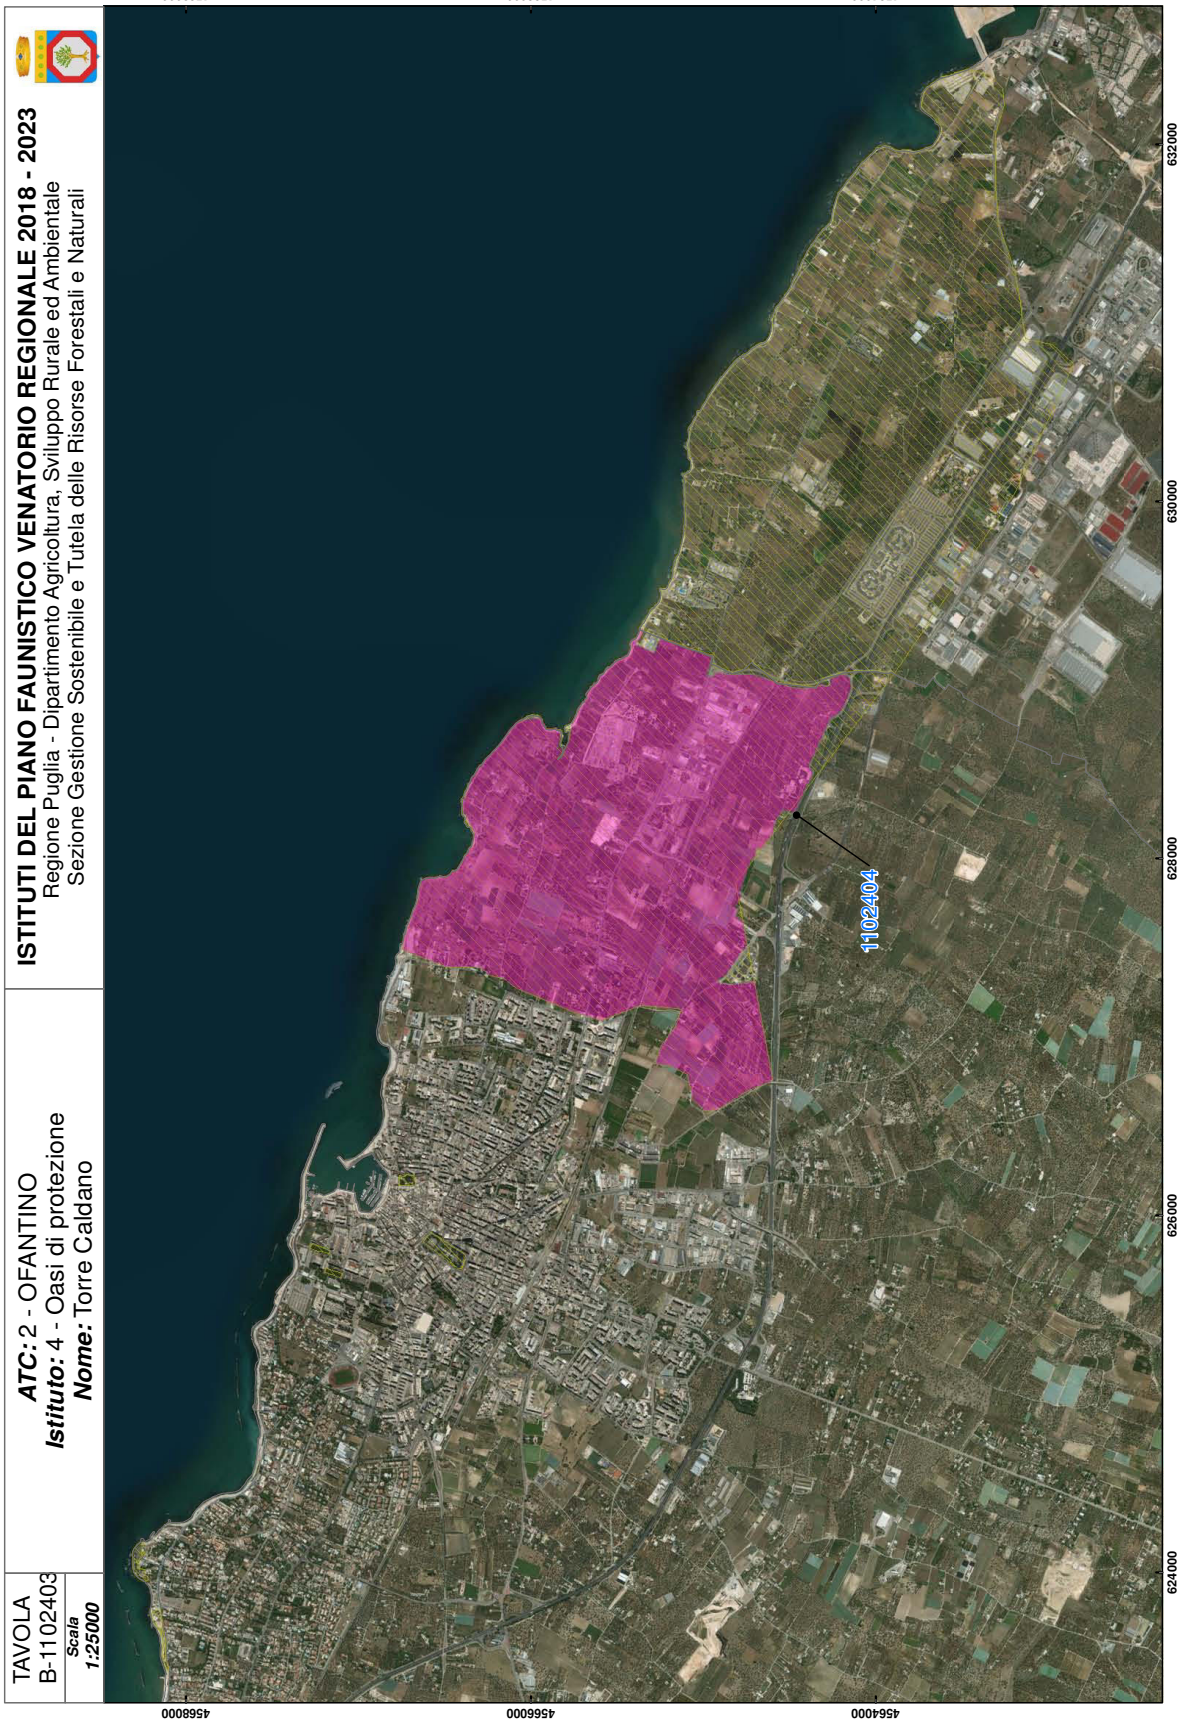 TAVOLA
B-1102403
Scala
1:25000
ATC: 2 - OFANTINO
Istituto: 4 - Oasi di protezione
Nome: Torre Caldano
ISTITUTI DEL PIANO FAUNISTICO VENATORIO REGIONALE 2018 - 2023
Regione Puglia - Dipartimento Agricoltura, Sviluppo Rurale ed Ambientale
Sezione Gestione Sostenibile e Tutela delle Risorse Forestali e Naturali
1102404
4568000
4566000
4564000
624000
626000
628000
630000
632000